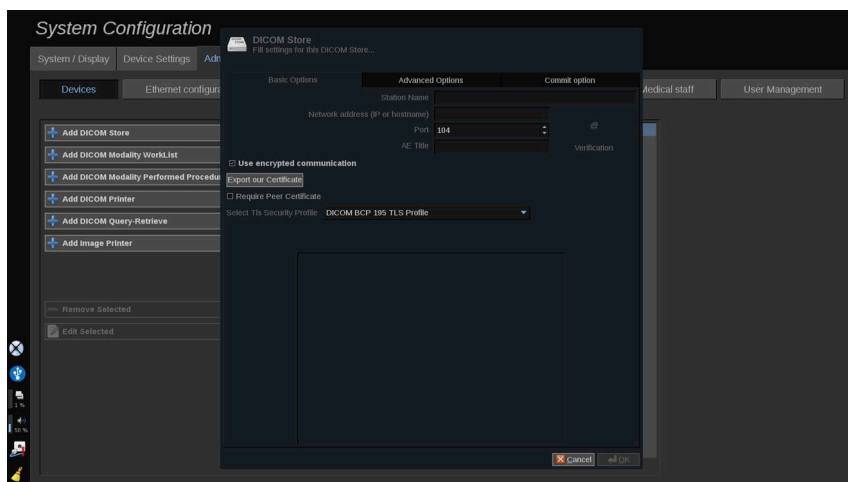 System Configuration
System / Display
Device Settings
Devices
Medical staff
User Management
Add DICOM Store
Add DICOM Modality WorkList
Add DICOM Modality Performed
Add DICOM Printer
Add DICOM Query-Retrieve
Add Image Printer
Remove Selected
Edit Selected
1 %
50 %
DICOM Store
Fill settings for this DICOM Store...
Basic Options
Advanced Options
Commit option
Station Name
Network address (IP or hostname)
Port 104
AE Title
Verification
Use encrypted communication
Export our Certificate
Require Peer Certificate
Select Tls Security Profile DICOM BCP 195 TLS Profile
Cancel
OK